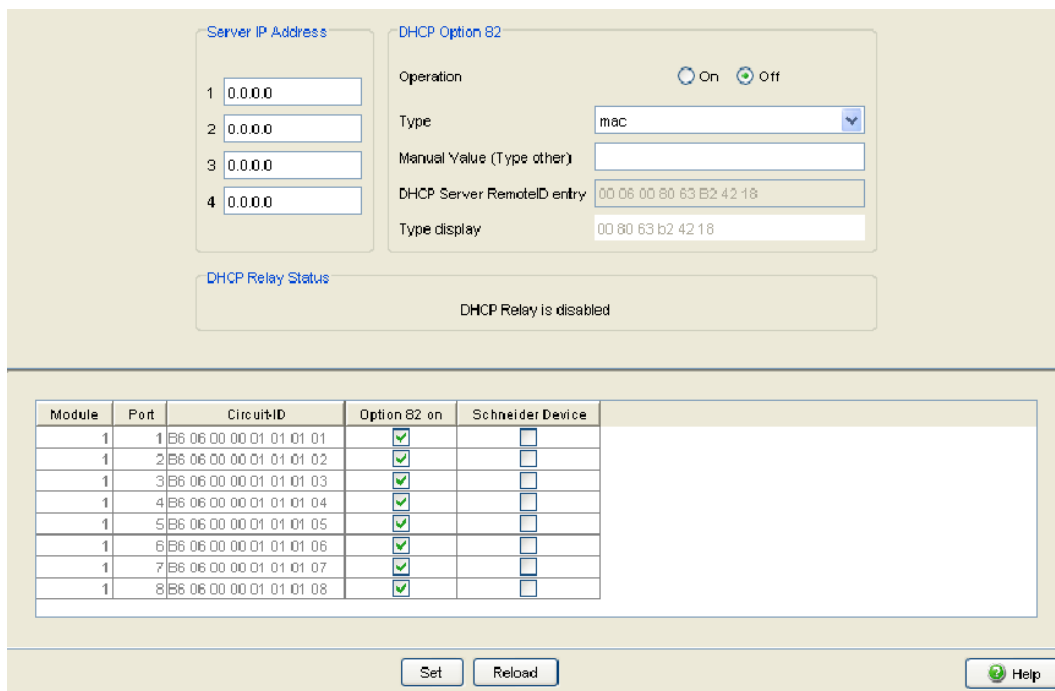 Server IP Address
1 0.0.0.0
2 0.0.0.0
3 0.0.0.0
4 0.0.0.0
DHCP Option 82
Operation On Off
Type mac
Manual Value (Type other)
DHCP Server RemoteID entry 00 06 00 80 63 B2 42 18
Type display 00 80 63 b2 42 18
DHCP Relay Status
DHCP Relay is disabled
Module Port Circuit-ID Option 82 on Schneider Device
1 1 B6 06 00 00 01 01 01 01
1 2 B6 06 00 00 01 01 01 02
1 3 B6 06 00 00 01 01 01 03
1 4 B6 06 00 00 01 01 01 04
1 5 B6 06 00 00 01 01 01 05
1 6 B6 06 00 00 01 01 01 06
1 7 B6 06 00 00 01 01 01 07
1 8 B6 06 00 00 01 01 01 08
Set Reload Help